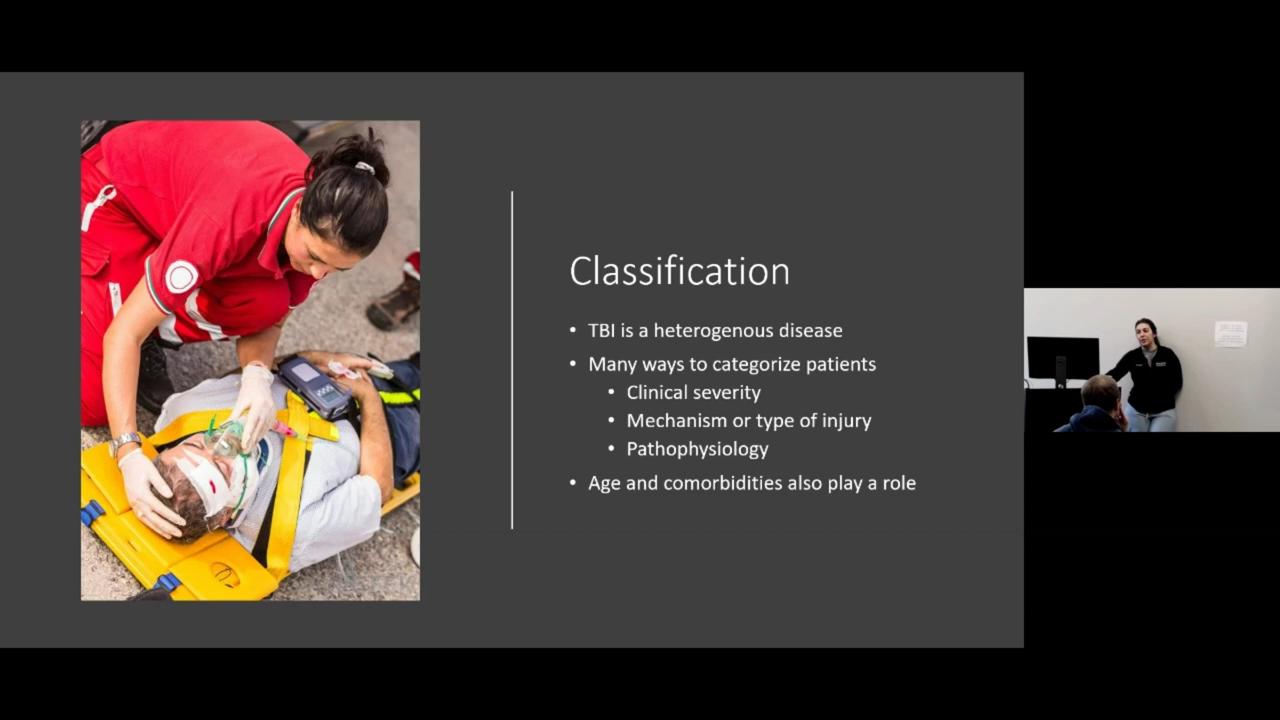 Classification
• TBI is a heterogenous disease
• Many ways to categorize patients
• Clinical severity
• Mechanism or type of injury
• Pathophysiology
• Age and comorbidities also play a role